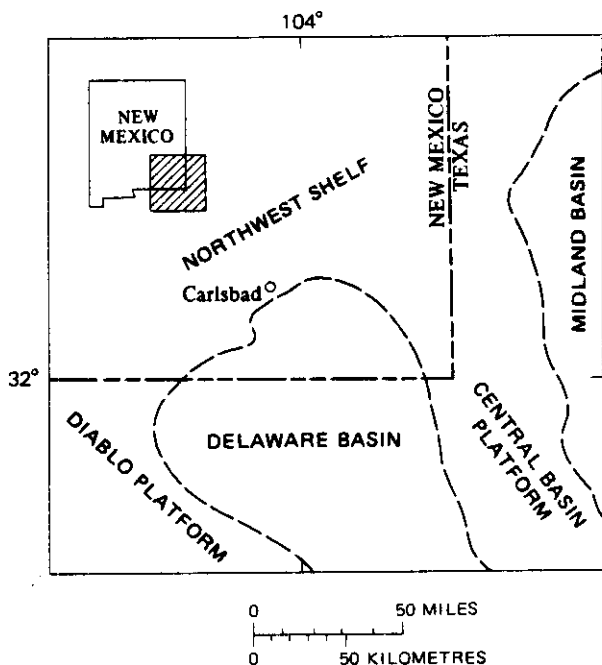 104°
NEW
MEXICO
NEW MEXICO
TEXAS
NORTHWEST SHELF
MIDLAND BASIN
Carlsbad
32°
DIABLO PLATFORM
DELAWARE BASIN
CENTRAL BASIN
PLATFORM
0 50 MILES
0 50 KILOMETRES